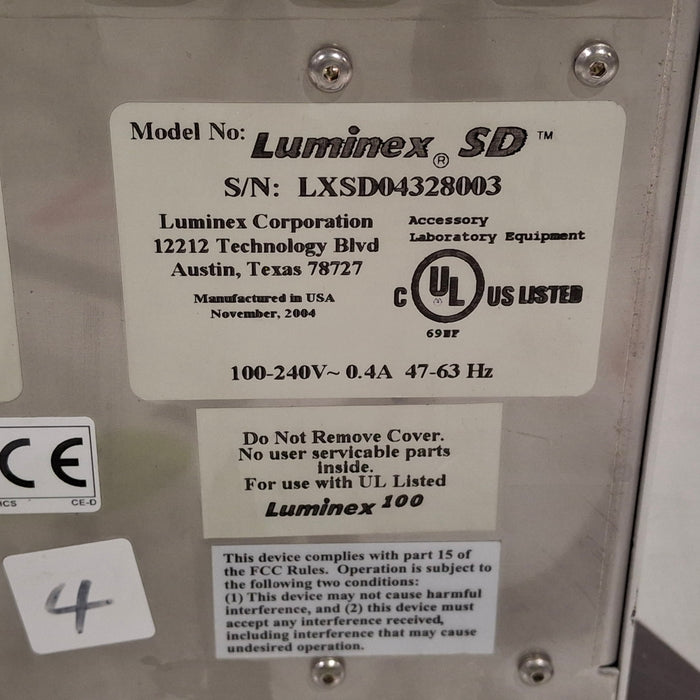 Model No: Luminex® SD™
S/N: LXSD04328003
Luminex Corporation
12212 Technology Blvd
Austin, Texas 78727
Manufactured in USA
November, 2004
Accessory
Laboratory Equipment
C UL US LISTED
69
100-240V~ 0.4A 47-63 Hz
Do Not Remove Cover.
No user servicable parts
inside.
For use with UL Listed
Luminex 100
CE
ICS CE-D
4
This device complies with part 15 of
the FCC Rules. Operation is subject to
the following two conditions:
(1) This device may not cause harmful
interference, and (2) this device must
accept any interference received,
including interference that may cause
undesired operation.